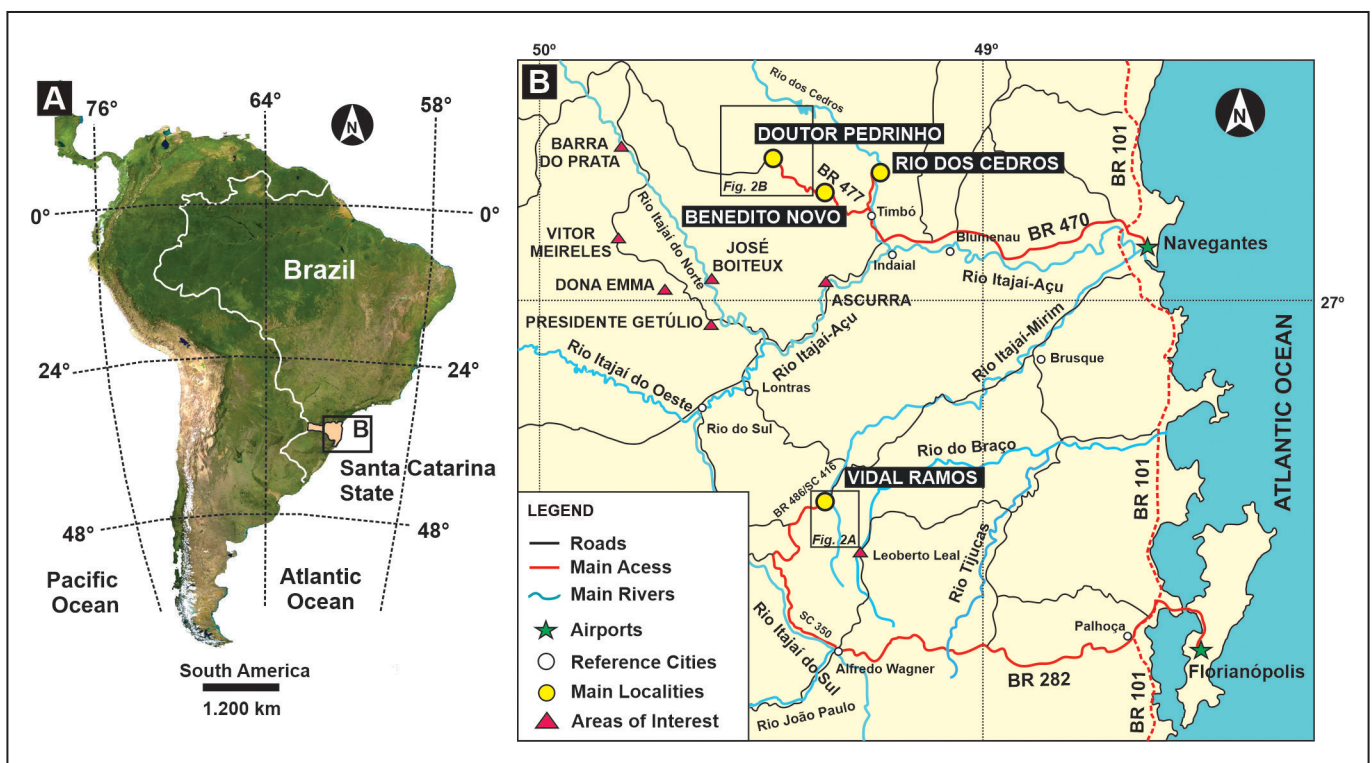 A
76°
64°
58°
N
0°
0°
Brazil
24°
24°
B
Santa Catarina
State
48°
48°
Pacific
Ocean
Atlantic
Ocean
South America
1.200 km
50°
49°
B
N
Rio dos Cedros
BR 101
BARRA
DO PRATA
DOUTOR PEDRINHO
RIO DOS CEDROS
Fig. 2B
BR 477
BENEDITO NOVO
Timbó
Rio Itajaí do Norte
VITOR
MEIRELES
JOSÉ
BOITEUX
Blumenau
BR 470
Navegantes
Indaial
Rio Itajaí-Açu
DONA EMMA
ASCURRA
27°
PRESIDENTE GETÚLIO
Rio Itajaí-Açu
Rio Itajaí-Mirim
Rio Itajaí do Oeste
Brusque
Lontras
ATLANTIC OCEAN
Rio do Sul
Rio do Braço
BR 486/SC 416
VIDAL RAMOS
BR 101
Fig. 2A
Leoberto Leal
Rio Tijucas
LEGEND
Roads
Main Acess
Main Rivers
Airports
Reference Cities
Main Localities
Areas of Interest
SC 350
Rio Itajaí do Sul
Palhoça
Alfredo Wagner
Florianópolis
BR 282
BR 101
Rio João Paulo